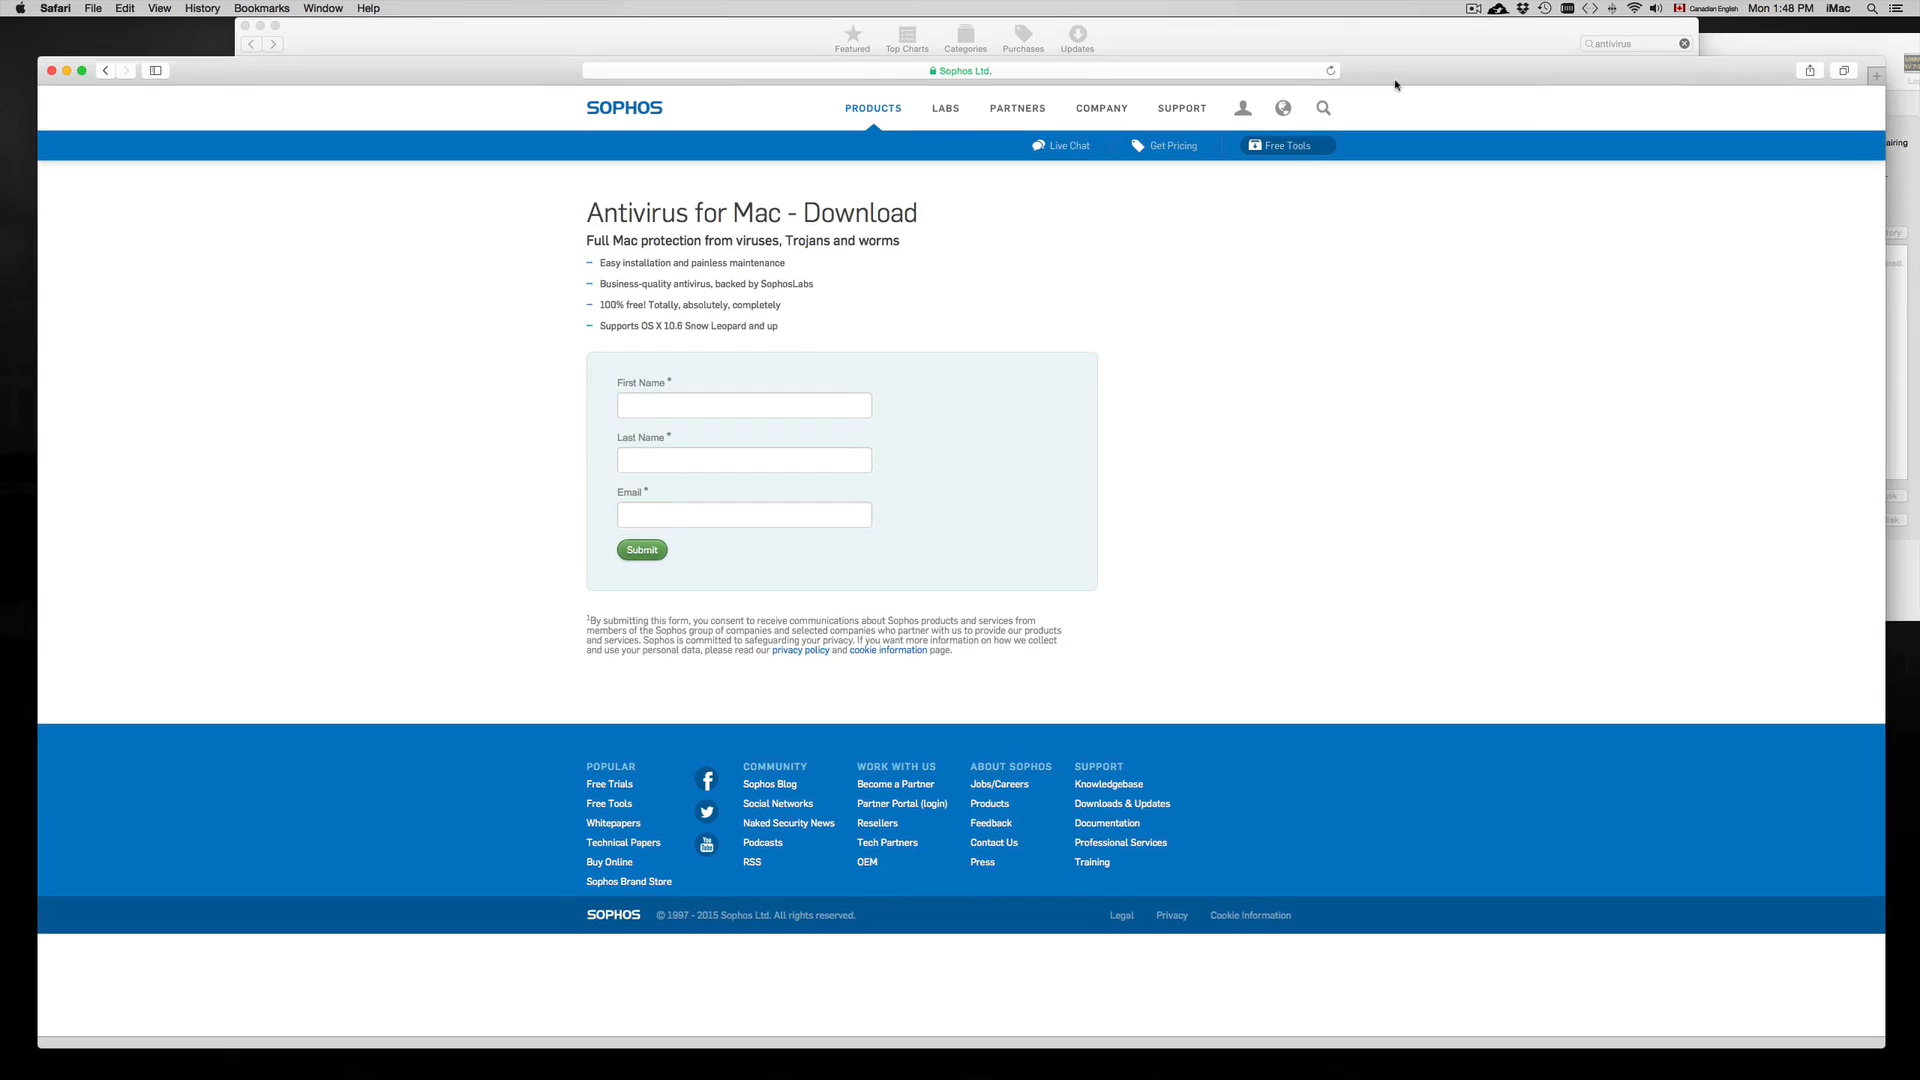 Safari File Edit View History Bookmarks Window Help
Canadian English Mon 1:48 PM iMac
Featured Top Charts Categories Purchases Updates
antivirus
Sophos Ltd.
SOPHOS PRODUCTS LABS PARTNERS COMPANY SUPPORT
Live Chat Get Pricing Free Tools
Antivirus for Mac - Download
Full Mac protection from viruses, Trojans and worms
– Easy installation and painless maintenance
– Business-quality antivirus, backed by SophosLabs
– 100% free! Totally, absolutely, completely
– Supports OS X 10.6 Snow Leopard and up
First Name *
Last Name *
Email *
Submit
1By submitting this form, you consent to receive communications about Sophos products and services from
members of the Sophos group of companies and selected companies who partner with us to provide our products
and services. Sophos is committed to safeguarding your privacy. If you want more information on how we collect
and use your personal data, please read our privacy policy and cookie information page.
POPULAR
Free Trials
Free Tools
Whitepapers
Technical Papers
Buy Online
Sophos Brand Store
You Tube
COMMUNITY
Sophos Blog
Social Networks
Naked Security News
Podcasts
RSS
WORK WITH US
Become a Partner
Partner Portal (login)
Resellers
Tech Partners
OEM
ABOUT SOPHOS
Jobs/Careers
Products
Feedback
Contact Us
Press
SUPPORT
Knowledgebase
Downloads & Updates
Documentation
Professional Services
Training
SOPHOS © 1997 - 2015 Sophos Ltd. All rights reserved. Legal Privacy Cookie Information